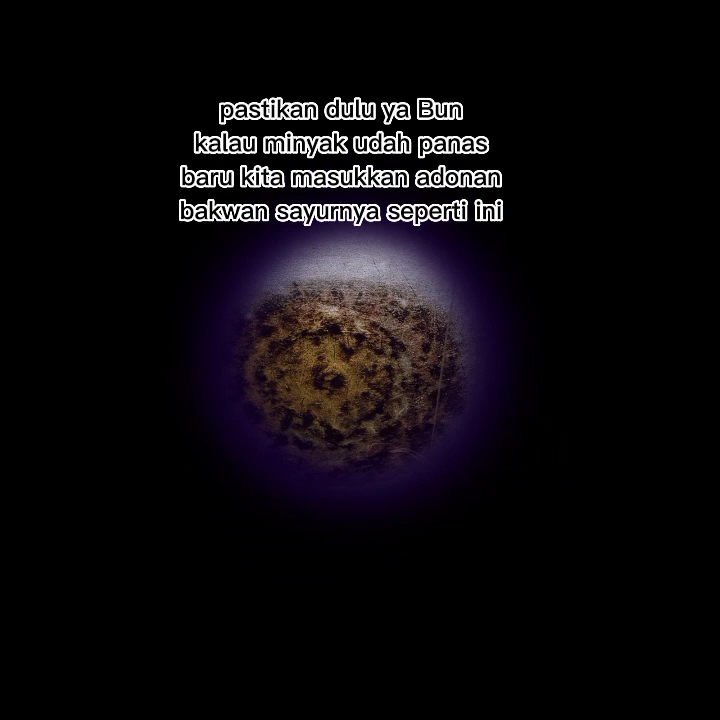 pastikan dulu ya Bun
kalau minyak udah panas
baru kita masukkan adonan
bakwan sayurnya seperti ini